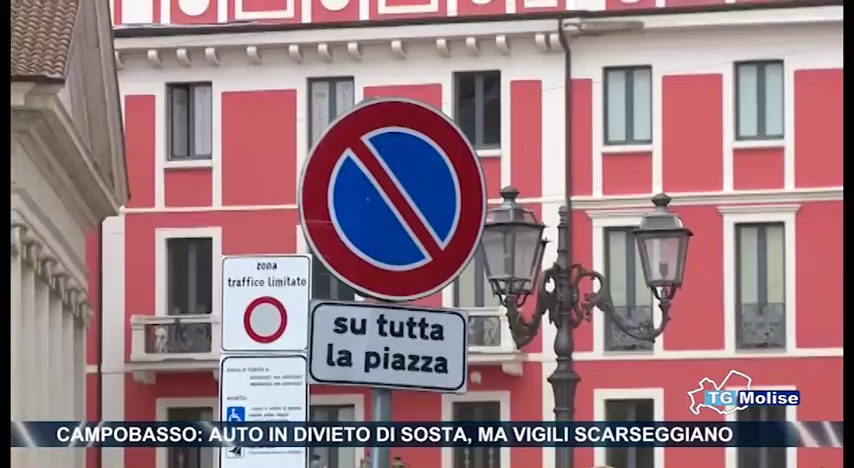 zona
traffico limitato
su tutta
la piazza
TG Molise
CAMPOBASSO: AUTO IN DIVIETO DI SOSTA, MA VIGILI SCARSEGGIANO